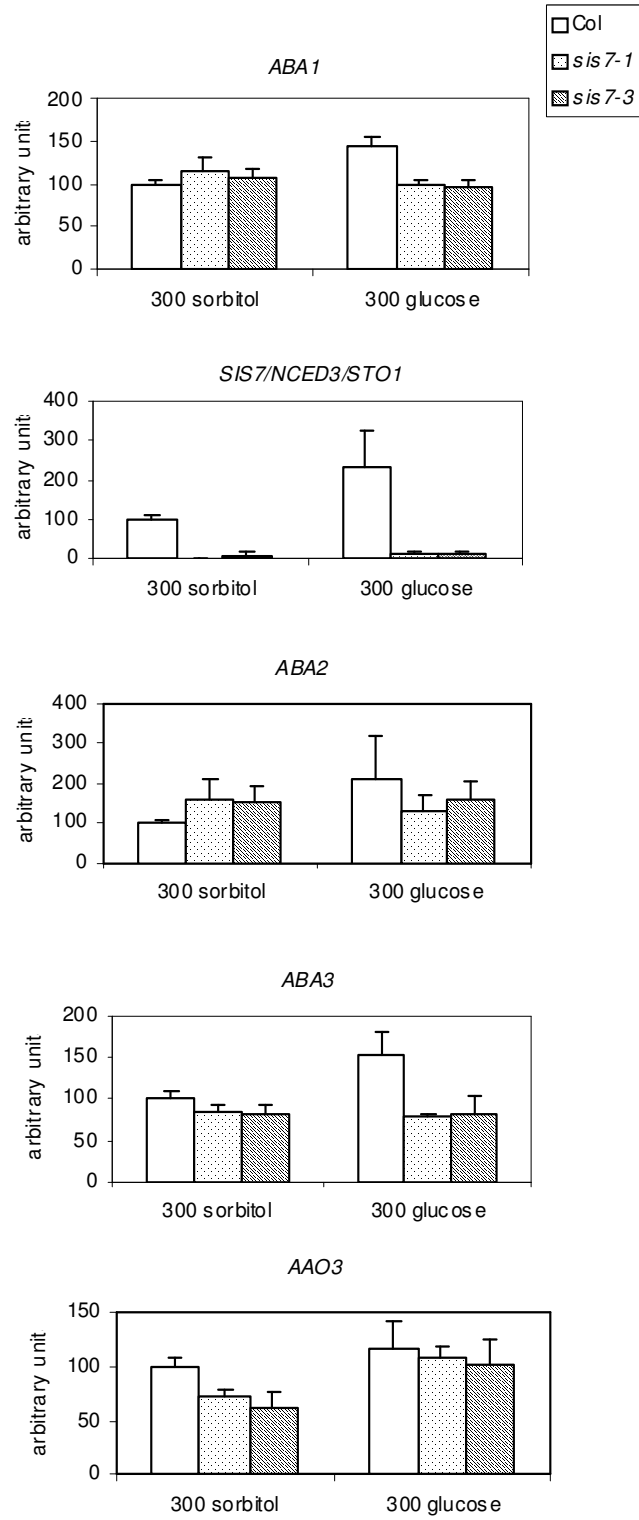 Col
sis7-1
sis7-3
ABA1
arbitrary unit
200
150
100
50
0
300 sorbitol 300 glucose
SIS7/NCED3/STO1
arbitrary unit
400
300
200
100
0
300 sorbitol 300 glucose
ABA2
arbitrary unit
400
300
200
100
0
300 sorbitol 300 glucose
ABA3
arbitrary unit
200
150
100
50
0
300 sorbitol 300 glucose
AAO3
arbitrary unit
150
100
50
0
300 sorbitol 300 glucose